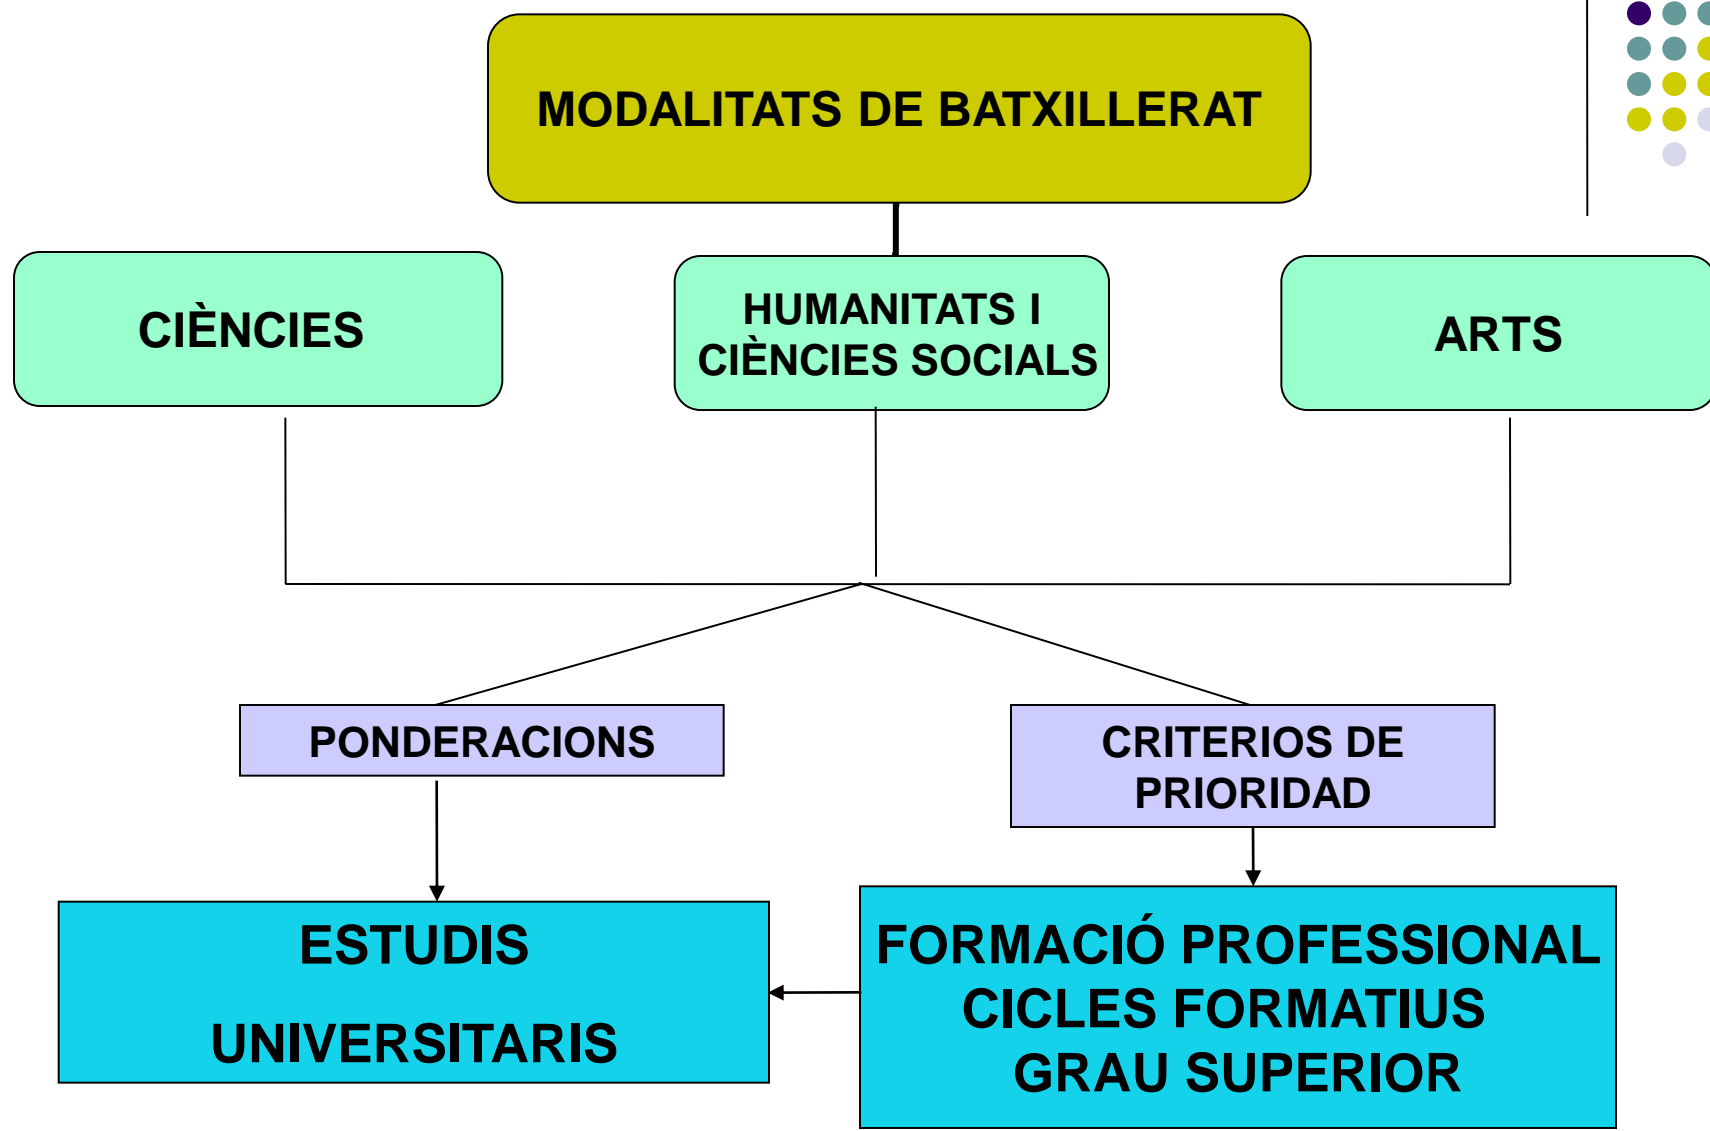 MODALITATS DE BATXILLERAT
CIÈNCIES
HUMANITATS I
CIÈNCIES SOCIALS
ARTS
PONDERACIONS
CRITERIOS DE
PRIORIDAD
ESTUDIS
UNIVERSITARIS
FORMACIÓ PROFESSIONAL
CICLES FORMATIUS
GRAU SUPERIOR